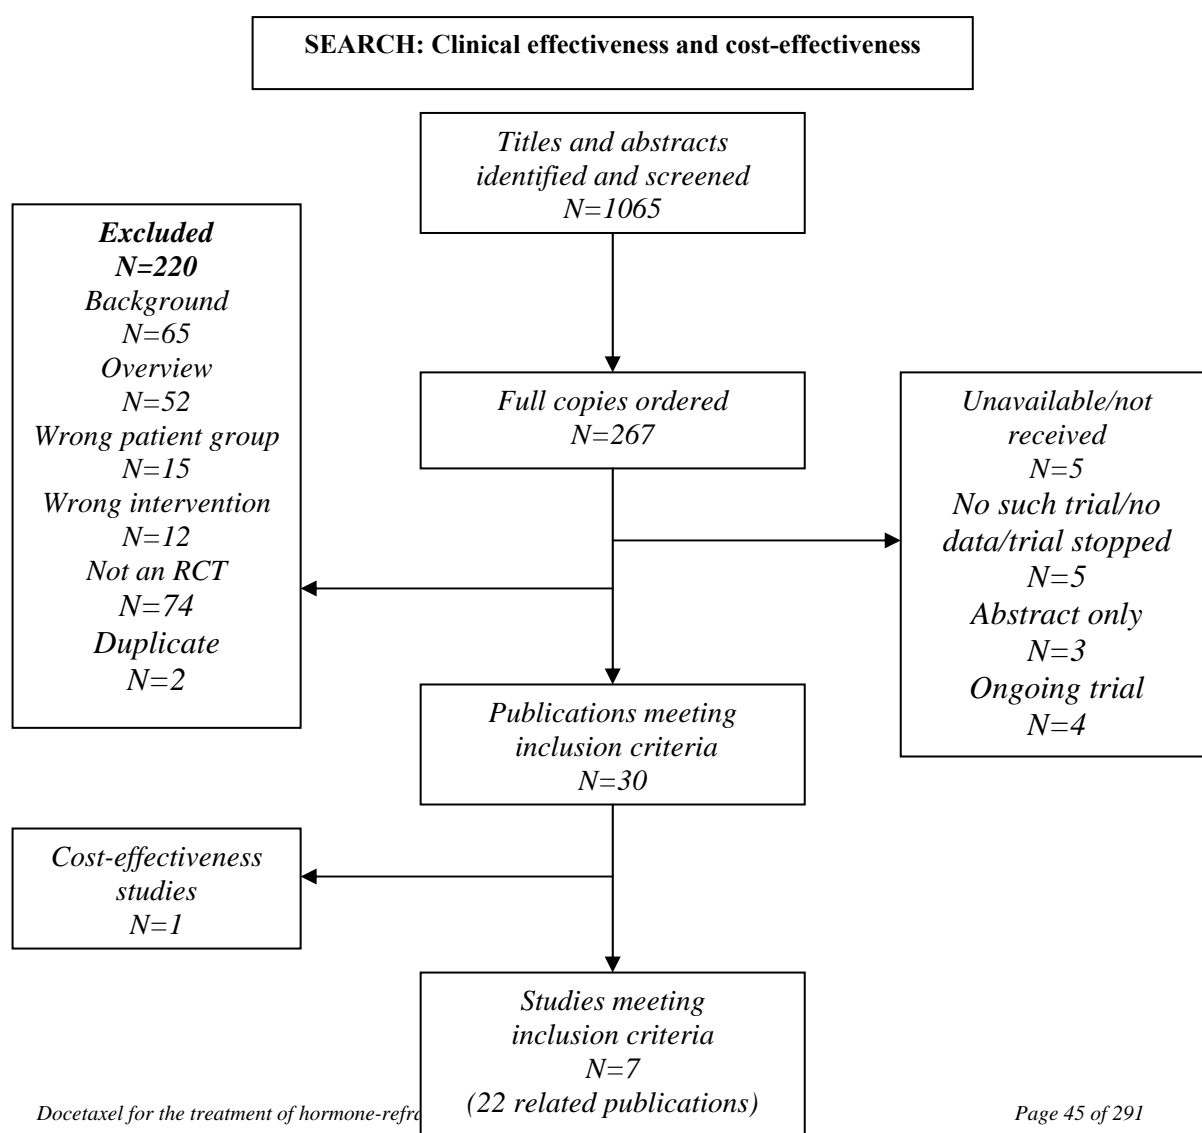 SEARCH: Clinical effectiveness and cost-effectiveness
Titles and abstracts
identified and screened
N=1065
Excluded
N=220
Background
N=65
Overview
N=52
Wrong patient group
N=15
Wrong intervention
N=12
Not an RCT
N=74
Duplicate
N=2
Full copies ordered
N=267
Unavailable/not
received
N=5
No such trial/no
data/trial stopped
N=5
Abstract only
N=3
Ongoing trial
N=4
Publications meeting
inclusion criteria
N=30
Cost-effectiveness
studies
N=1
Studies meeting
inclusion criteria
N=7
(22 related publications)
Docetaxel for the treatment of hormone-refra
Page 45 of 291